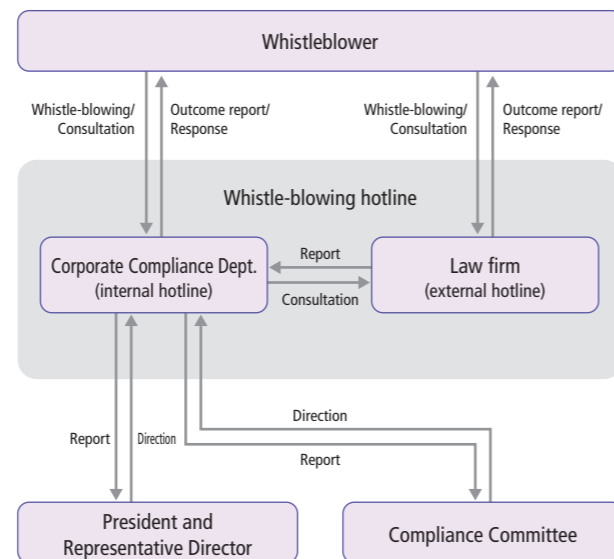 Whistleblower
Whistle-blowing/
Consultation
Outcome report/
Response
Whistle-blowing/
Consultation
Outcome report/
Response
Whistle-blowing hotline
Corporate Compliance Dept.
(internal hotline)
Report
Consultation
Law firm
(external hotline)
Report
Direction
Direction
Report
President and
Representative Director
Compliance Committee